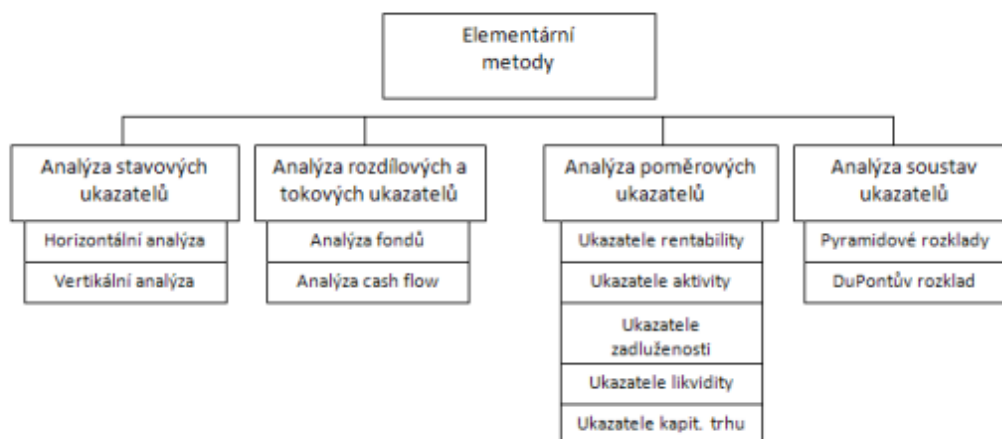 Elementární
metody
Analýza stavových
ukazatelů
Horizontální analýza
Vertikální analýza
Analýza rozdílových a
tokových ukazatelů
Analýza fondů
Analýza cash flow
Analýza poměrových
ukazatelů
Ukazatele rentability
Ukazatele aktivity
Ukazatele
zadluženosti
Ukazatele likvidity
Ukazatele kapit. trhu
Analýza soustav
ukazatelů
Pyramidové rozklady
DuPontův rozklad